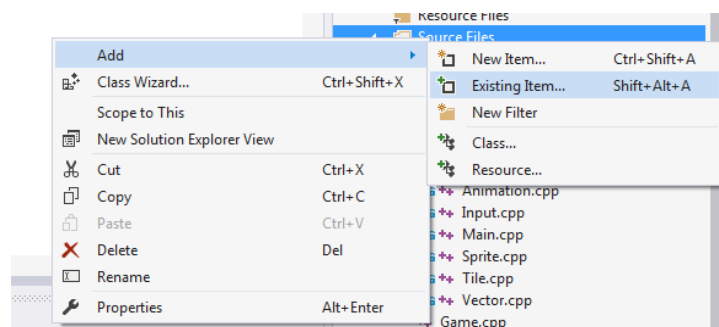 Resource Files
Source Files
Add
Class Wizard... Ctrl+Shift+X
Scope to This
New Solution Explorer View
Cut Ctrl+X
Copy Ctrl+C
Paste Ctrl+V
Delete Del
Rename
Properties Alt+Enter
New Item... Ctrl+Shift+A
Existing Item... Shift+Alt+A
New Filter
Class...
Resource...
Animation.cpp
Input.cpp
Main.cpp
Sprite.cpp
Tile.cpp
Vector.cpp
Game.cpp